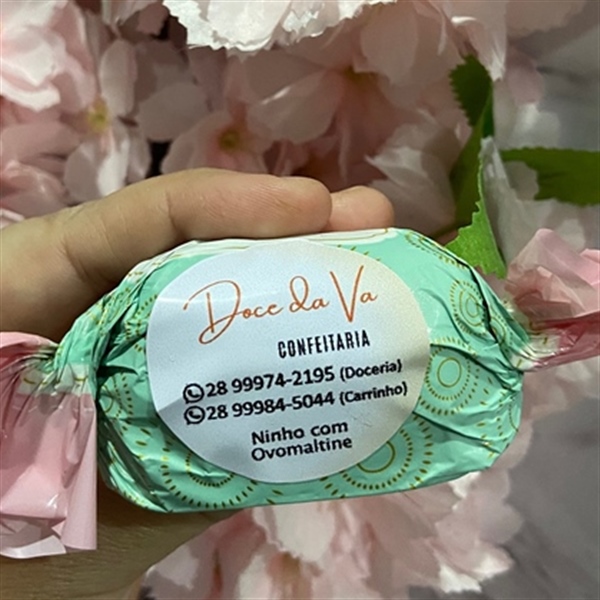 Doce da Va
CONFEITARIA
28 99974-2195 (Doceria)
28 99984-5044 (Carrinho)
Ninho com
Ovomaltine